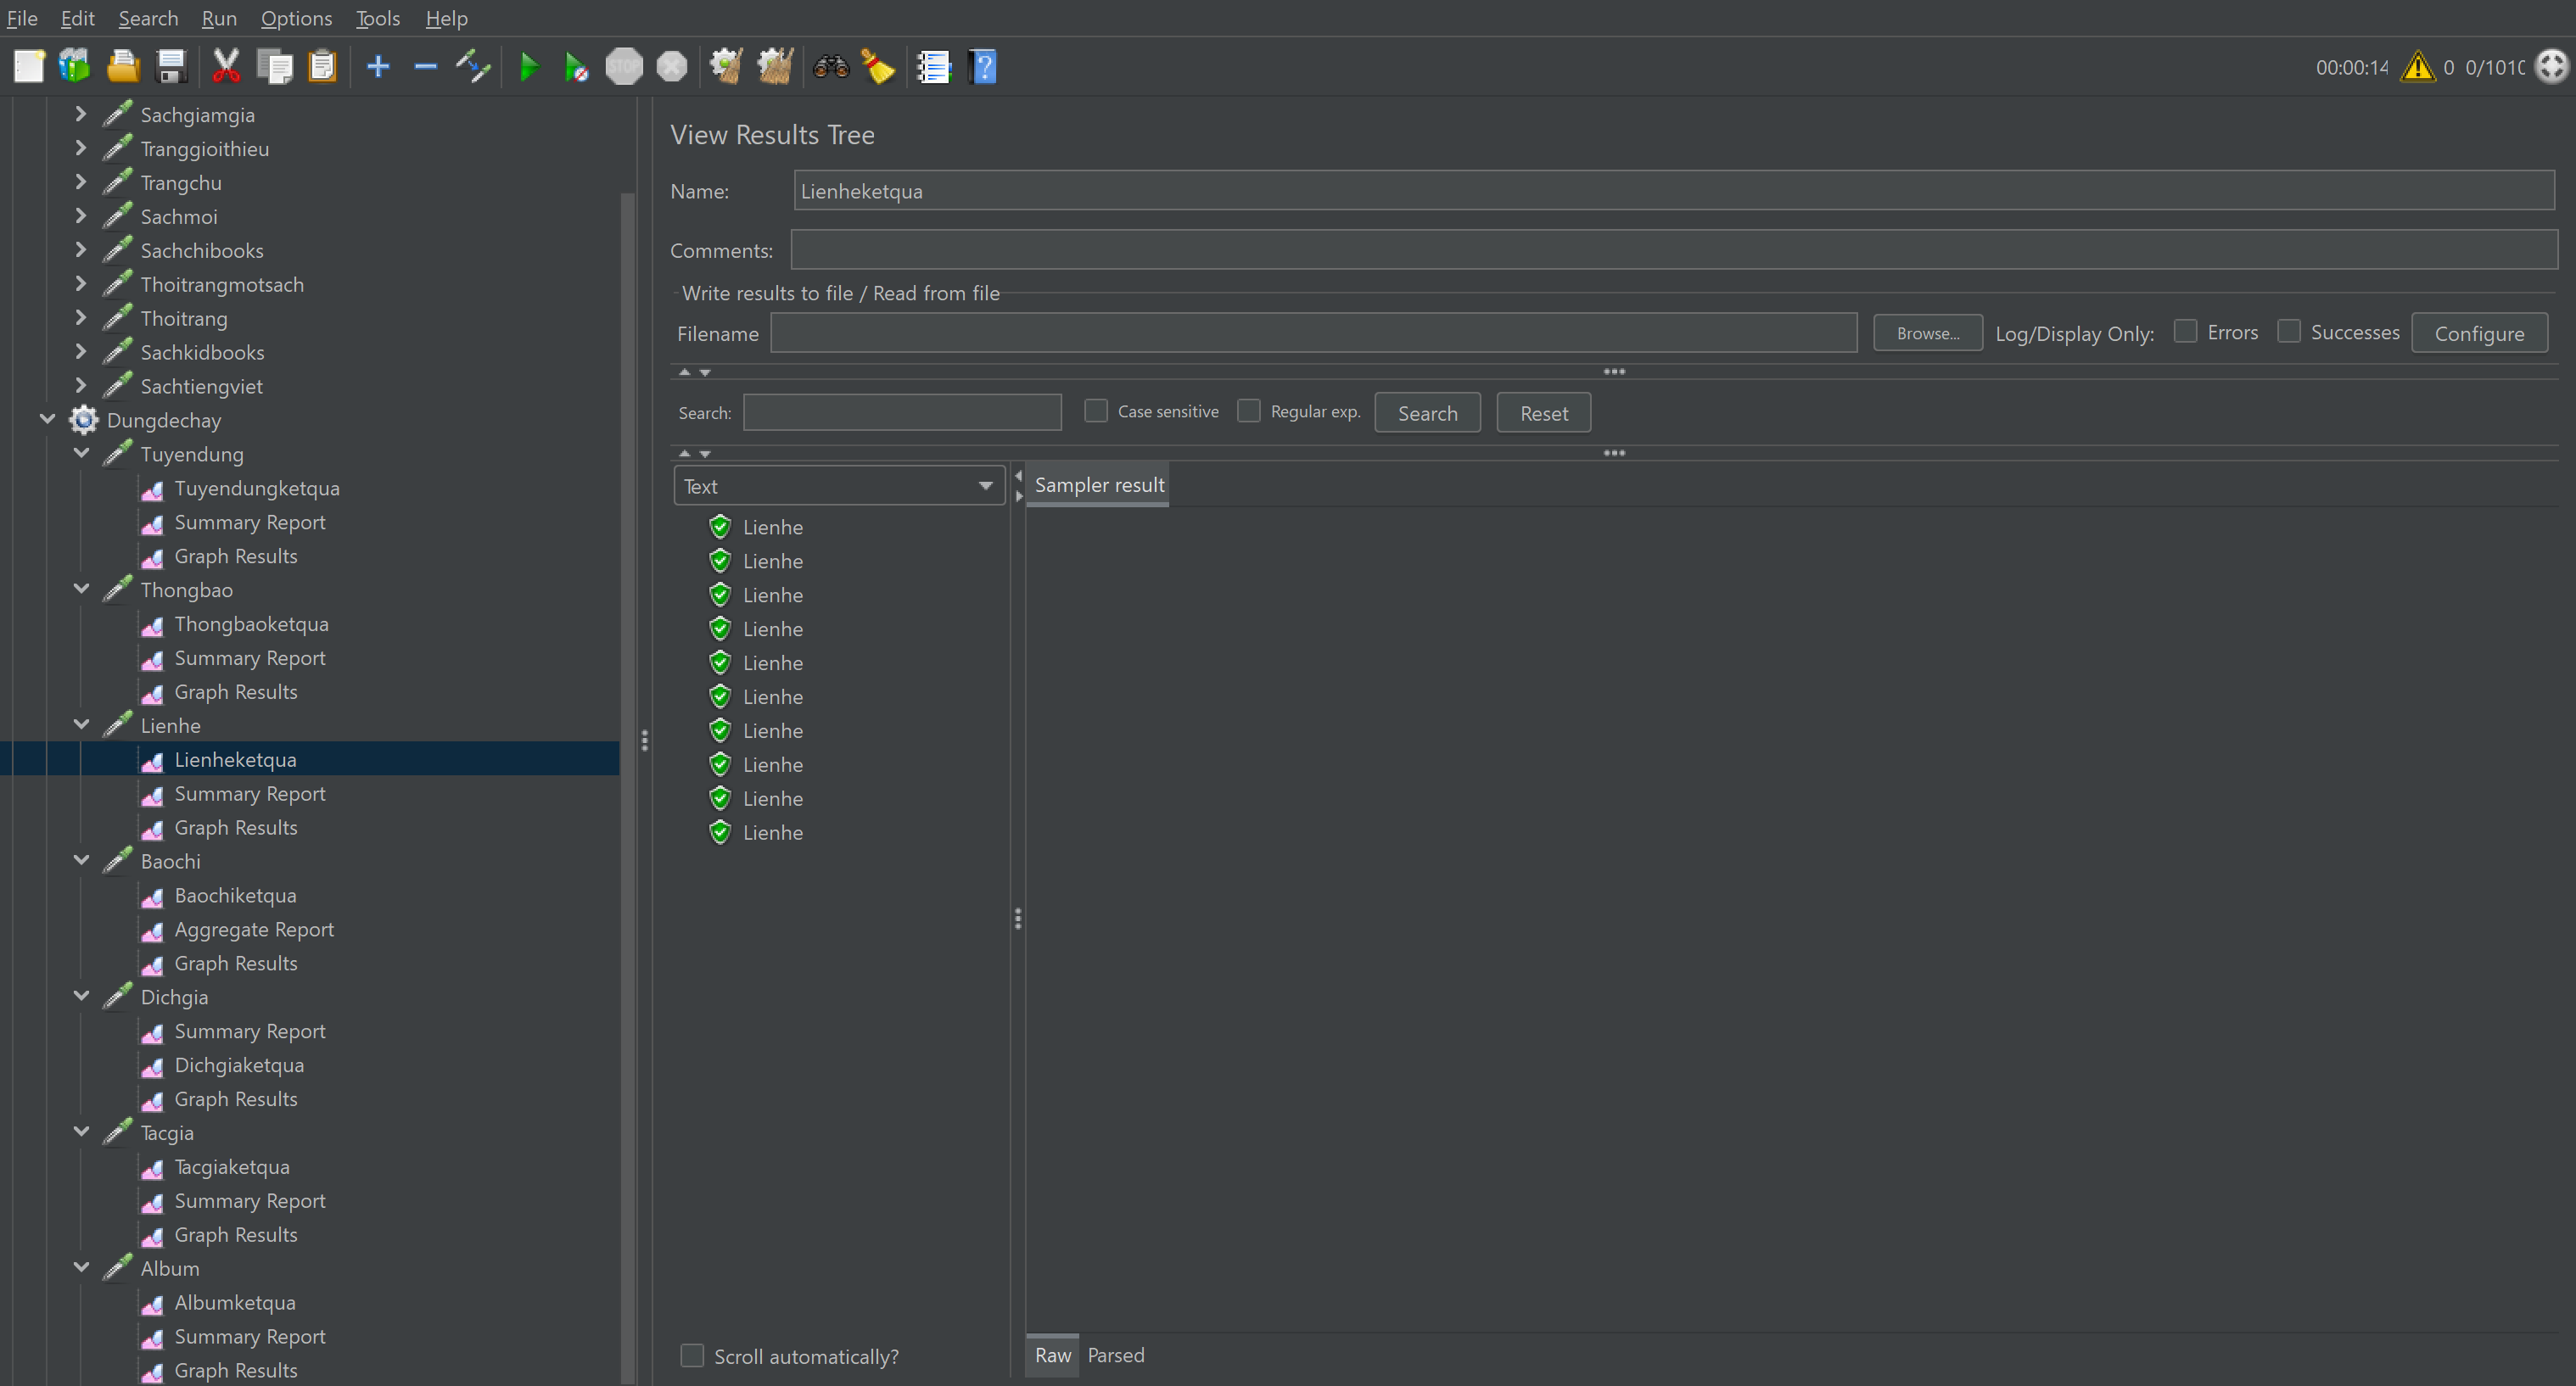 File Edit Search Run Options Tools Help
STOP
00:00:14 0 0/1010
Sachgiamgia
Tranggioithieu
Trangchu
Sachmoi
Sachchibooks
Thoitrangmotsach
Thoitrang
Sachkidbooks
Sachtiengviet
Dungdechay
Tuyendung
Tuyendungketqua
Summary Report
Graph Results
Thongbao
Thongbaoketqua
Summary Report
Graph Results
Lienhe
Lienheketqua
Summary Report
Graph Results
Baochi
Baochiketqua
Aggregate Report
Graph Results
Dichgia
Summary Report
Dichgiaketqua
Graph Results
Tacgia
Tacgiaketqua
Summary Report
Graph Results
Album
Albumketqua
Summary Report
Graph Results
View Results Tree
Name: Lienheketqua
Comments:
Write results to file / Read from file
Filename Browse... Log/Display Only: Errors Successes Configure
Search: Case sensitive Regular exp. Search Reset
Text
Sampler result
Lienhe
Lienhe
Lienhe
Lienhe
Lienhe
Lienhe
Lienhe
Lienhe
Lienhe
Lienhe
Scroll automatically?
Raw Parsed